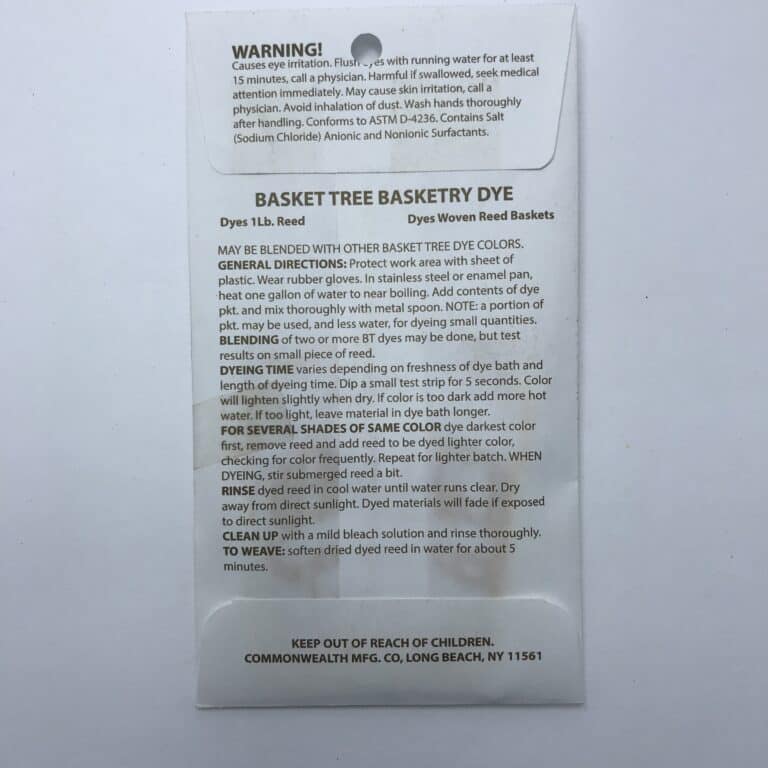 WARNING!
Causes eye irritation. Flush with running water for at least
15 minutes, call a physician. Harmful if swallowed, seek medical
attention immediately. May cause skin irritation, call a
physician. Avoid inhalation of dust. Wash hands thoroughly
after handling. Conforms to ASTM D-4236. Contains Salt
(Sodium Chloride) Anionic and Nonionic Surfactants.
BASKET TREE BASKETRY DYE
Dyes 1Lb. Reed Dyes Woven Reed Baskets
MAY BE BLENDED WITH OTHER BASKET TREE DYE COLORS.
GENERAL DIRECTIONS: Protect work area with sheet of
plastic. Wear rubber gloves. In stainless steel or enamel pan,
heat one gallon of water to near boiling. Add contents of dye
pkt. and mix thoroughly with metal spoon. NOTE: a portion of
pkt. may be used, and less water, for dyeing small quantities.
BLENDING of two or more BT dyes may be done, but test
results on small piece of reed.
DYEING TIME varies depending on freshness of dye bath and
length of dyeing time. Dip a small test strip for 5 seconds. Color
will lighten slightly when dry. If color is too dark add more hot
water. If too light, leave material in dye bath longer.
FOR SEVERAL SHADES OF SAME COLOR dye darkest color
first, remove reed and add reed to be dyed lighter color,
checking for color frequently. Repeat for lighter batch. WHEN
DYEING, stir submerged reed a bit.
RINSE dyed reed in cool water until water runs clear. Dry
away from direct sunlight. Dyed materials will fade if exposed
to direct sunlight.
CLEAN UP with a mild bleach solution and rinse thoroughly.
TO WEAVE: soften dried dyed reed in water for about 5
minutes.
KEEP OUT OF REACH OF CHILDREN.
COMMONWEALTH MFG. CO, LONG BEACH, NY 11561